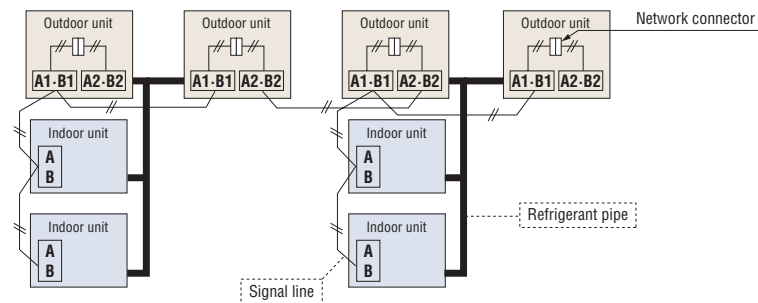 Outdoor unit Outdoor unit Outdoor unit Outdoor unit Network connector
A1·B1 A2·B2 A1·B1 A2·B2 A1·B1 A2·B2 A1·B1 A2·B2
Indoor unit Indoor unit
A A
B B
Refrigerant pipe
Indoor unit Indoor unit
A A
B B
Signal line